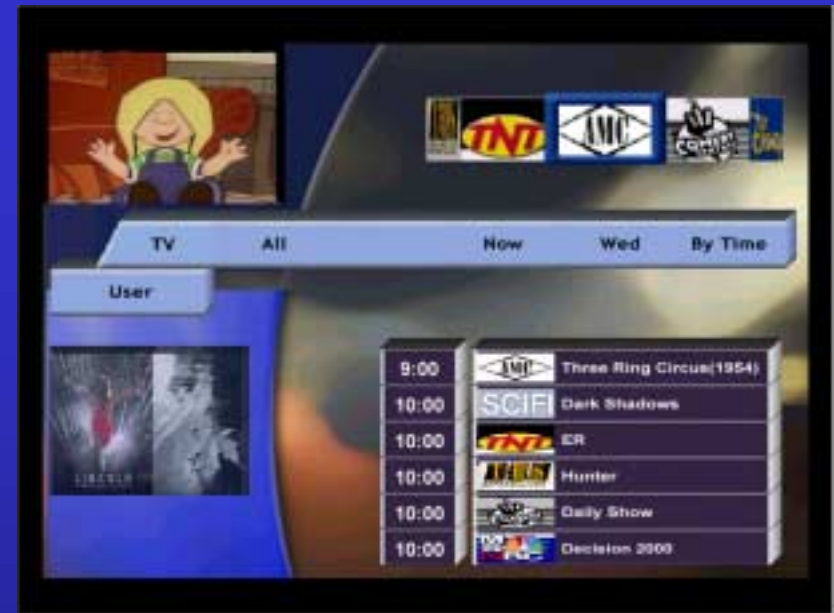 TNT AMC
TV All Now Wed By Time
User
9:00 AMC Three Ring Circus(1954)
10:00 SCIFI Dark Shadows
10:00 TNT ER
10:00 Hunter
10:00 Daily Show
10:00 Decision 2000
LINCOLN